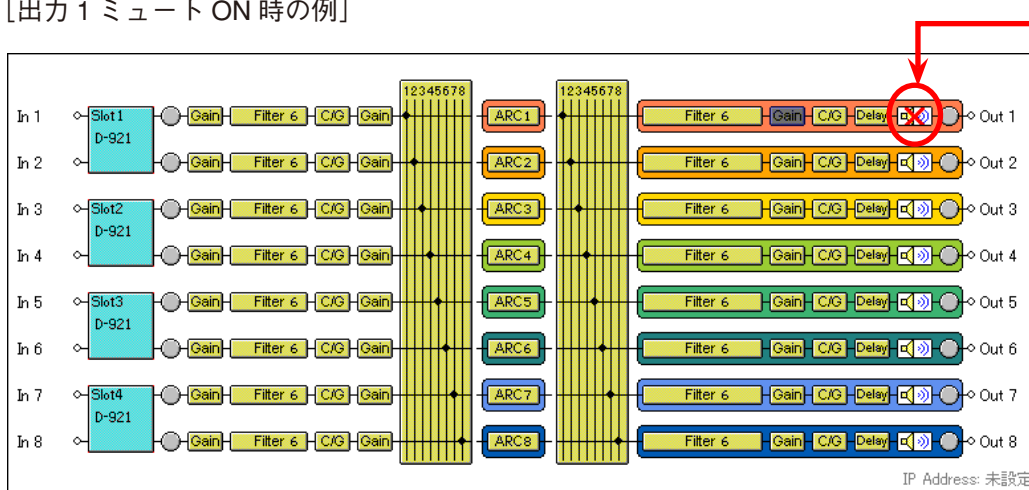 [出力 1 ミュート ON 時の例]
12345678 12345678
In 1 Slot1 Gain Filter 6 C/G Gain ARC1 Filter 6 Gain C/G Delay Out 1
D-921
In 2 Gain Filter 6 C/G Gain ARC2 Filter 6 Gain C/G Delay Out 2
In 3 Slot2 Gain Filter 6 C/G Gain ARC3 Filter 6 Gain C/G Delay Out 3
D-921
In 4 Gain Filter 6 C/G Gain ARC4 Filter 6 Gain C/G Delay Out 4
In 5 Slot3 Gain Filter 6 C/G Gain ARC5 Filter 6 Gain C/G Delay Out 5
D-921
In 6 Gain Filter 6 C/G Gain ARC6 Filter 6 Gain C/G Delay Out 6
In 7 Slot4 Gain Filter 6 C/G Gain ARC7 Filter 6 Gain C/G Delay Out 7
D-921
In 8 Gain Filter 6 C/G Gain ARC8 Filter 6 Gain C/G Delay Out 8
IP Address: 未設定